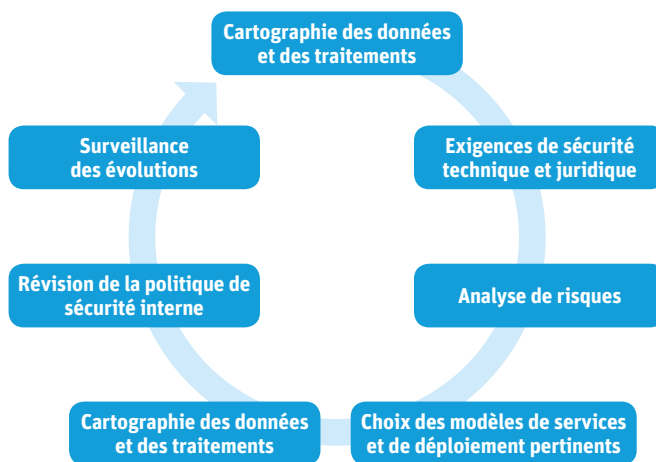 Cartographie des données
et des traitements
Exigences de sécurité
technique et juridique
Analyse de risques
Choix des modèles de services
et de déploiement pertinents
Cartographie des données
et des traitements
Révision de la politique de
sécurité interne
Surveillance
des évolutions